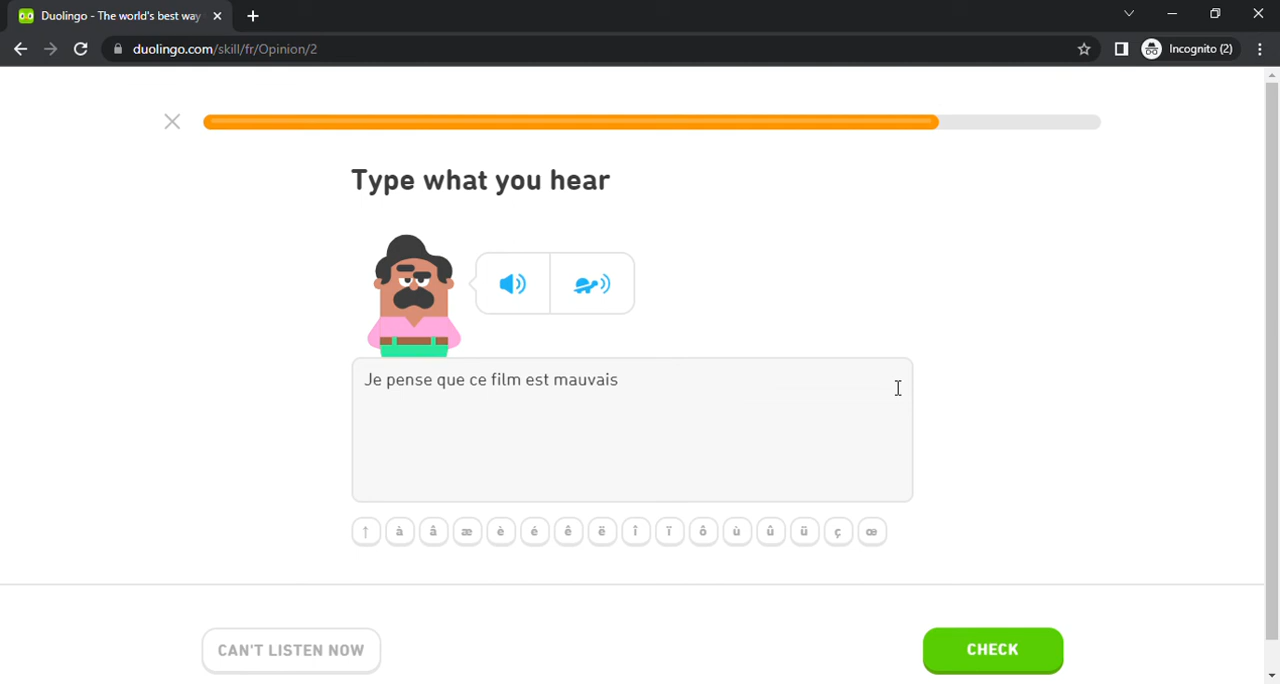 Duolingo - The world's best way
duolingo.com/skill/fr/Opinion/2
Incognito (2)
Type what you hear
Je pense que ce film est mauvais
↑ à â æ è é ê ë î ï ô ù û ü ç œ
CAN'T LISTEN NOW
CHECK